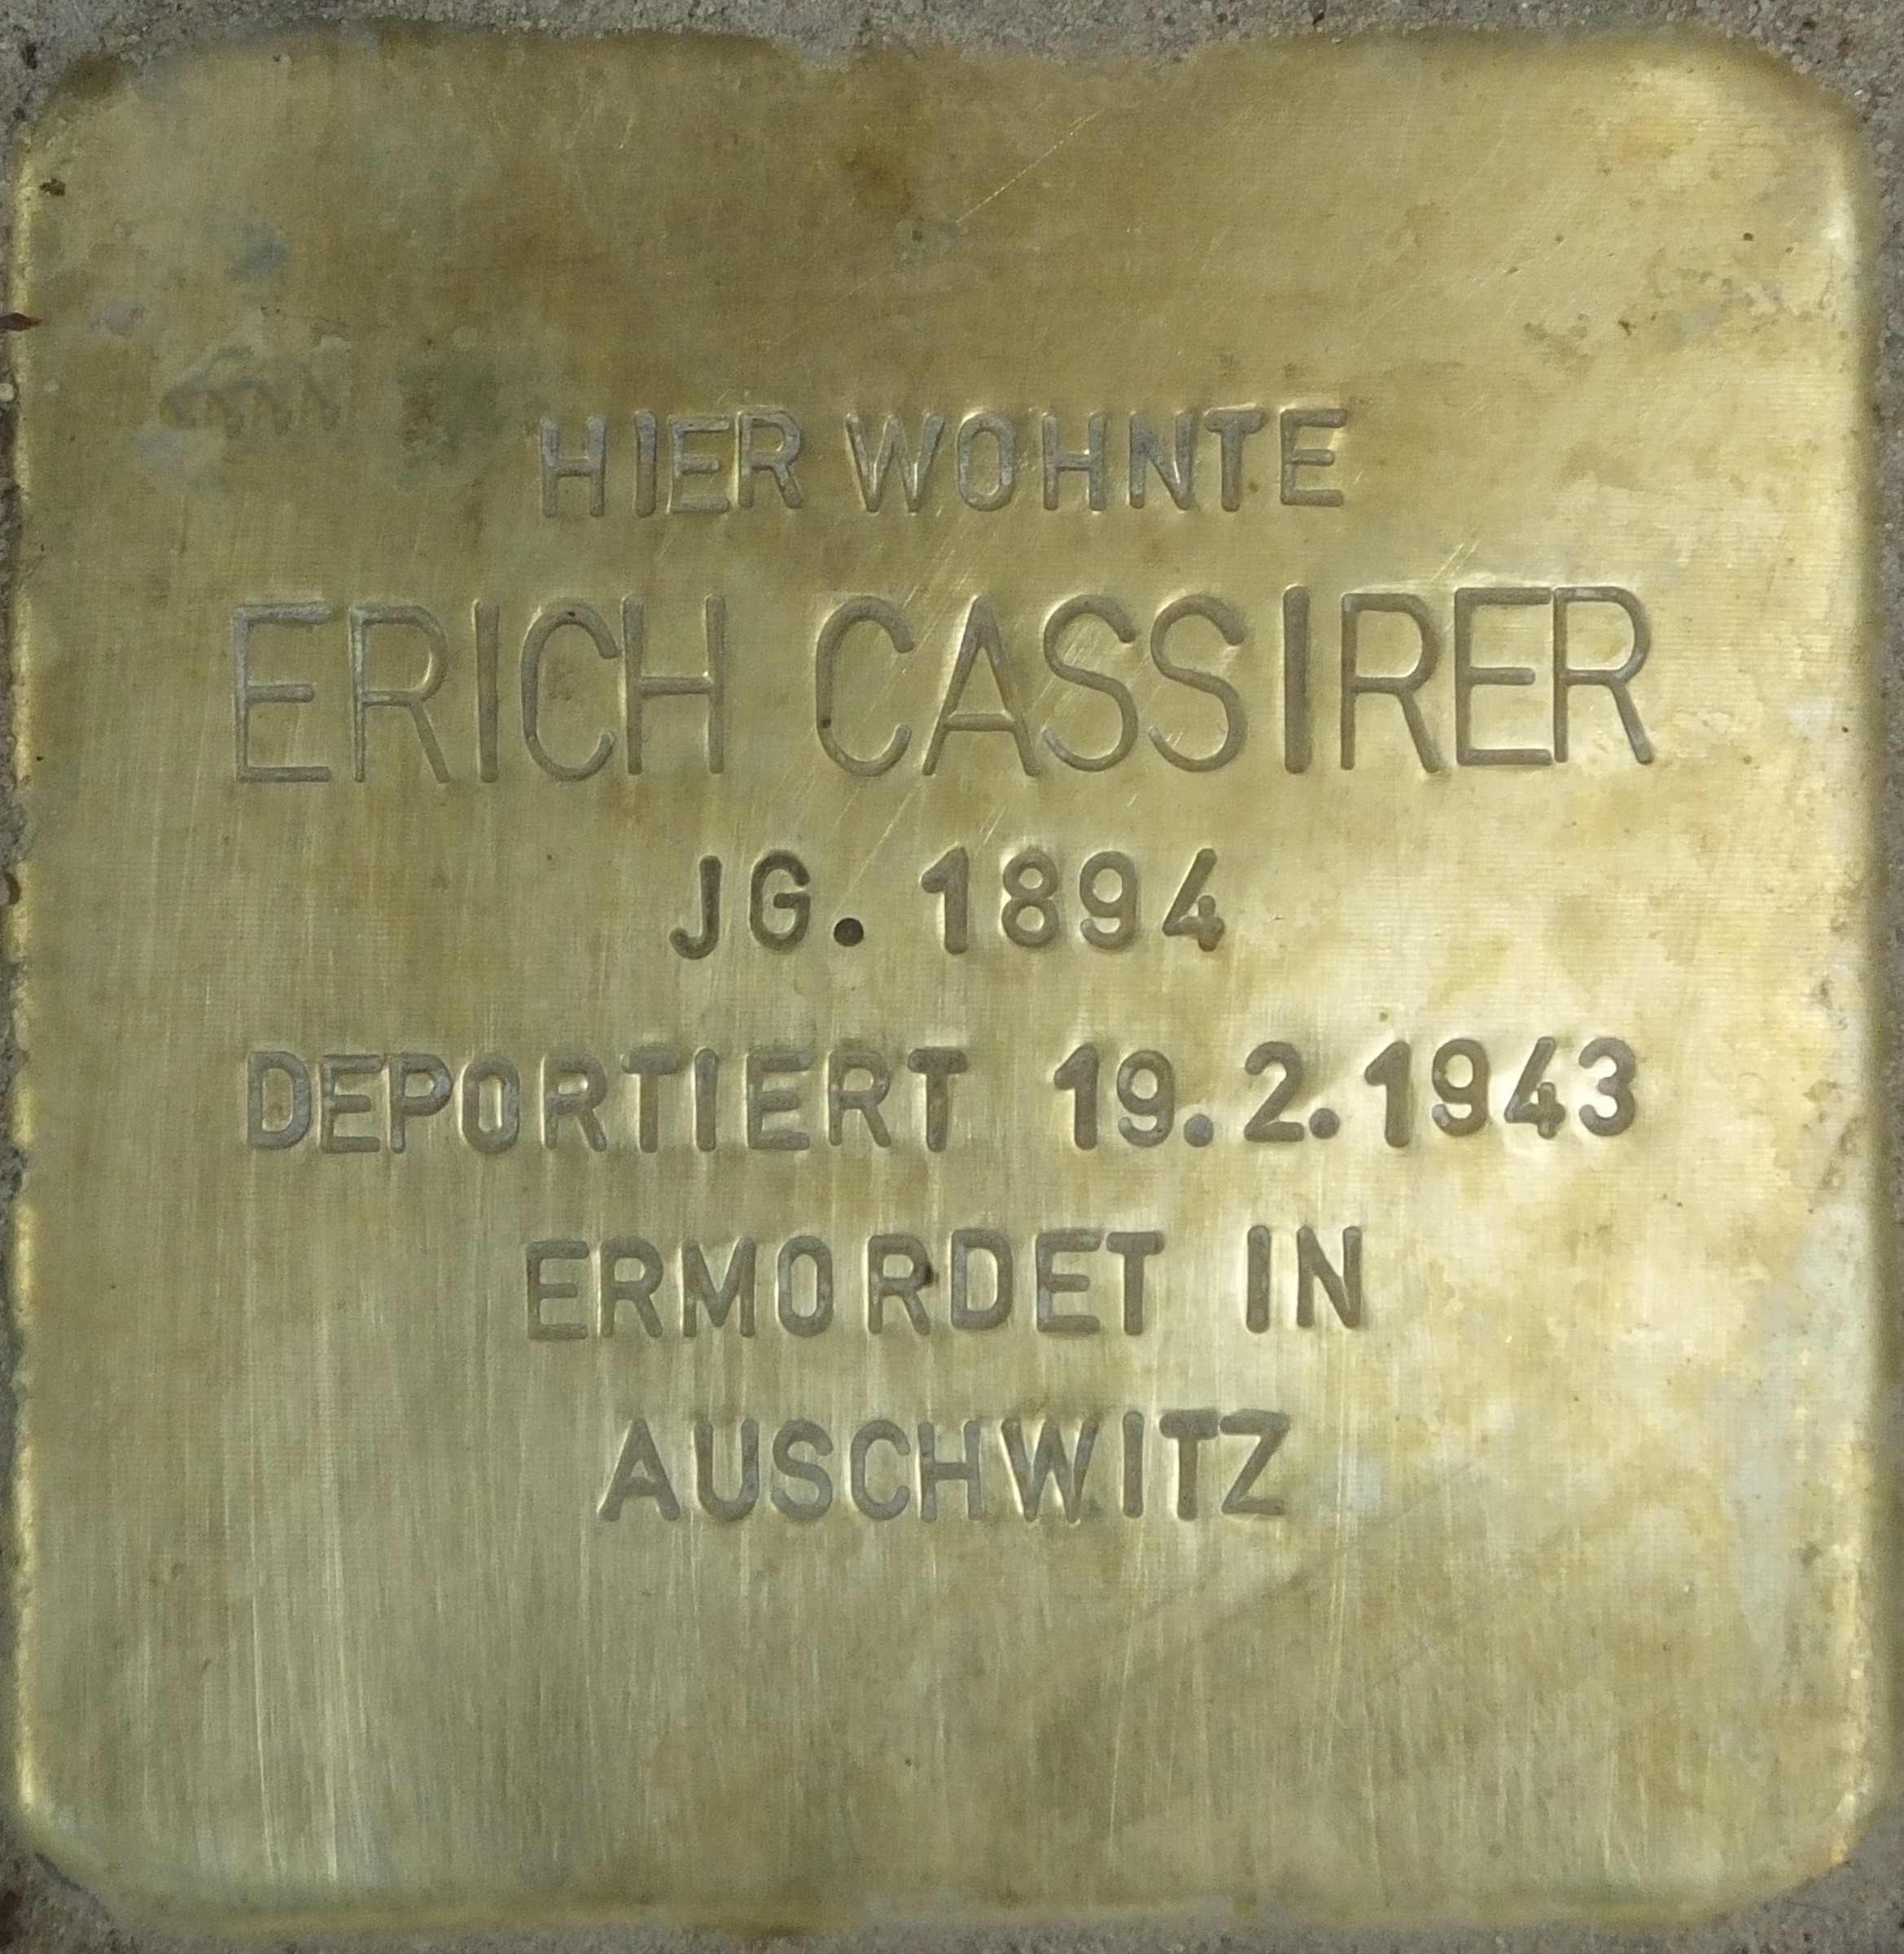 HIER WOHNTE
ERICH CASSIRER
JG. 1894
DEPORTIERT 19.2.1943
ERMORDET IN
AUSCHWITZ